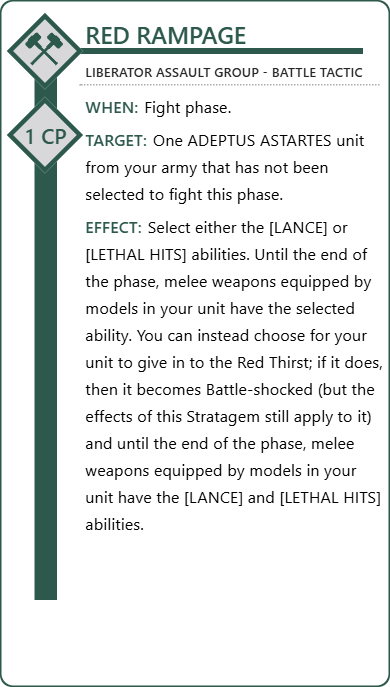 RED RAMPAGE
LIBERATOR ASSAULT GROUP - BATTLE TACTIC
WHEN: Fight phase.
1 CP
TARGET: One ADEPTUS ASTARTES unit
from your army that has not been
selected to fight this phase.
EFFECT: Select either the [LANCE] or
[LETHAL HITS] abilities. Until the end of
the phase, melee weapons equipped by
models in your unit have the selected
ability. You can instead choose for your
unit to give in to the Red Thirst; if it does,
then it becomes Battle-shocked (but the
effects of this Stratagem still apply to it)
and until the end of the phase, melee
weapons equipped by models in your
unit have the [LANCE] and [LETHAL HITS]
abilities.